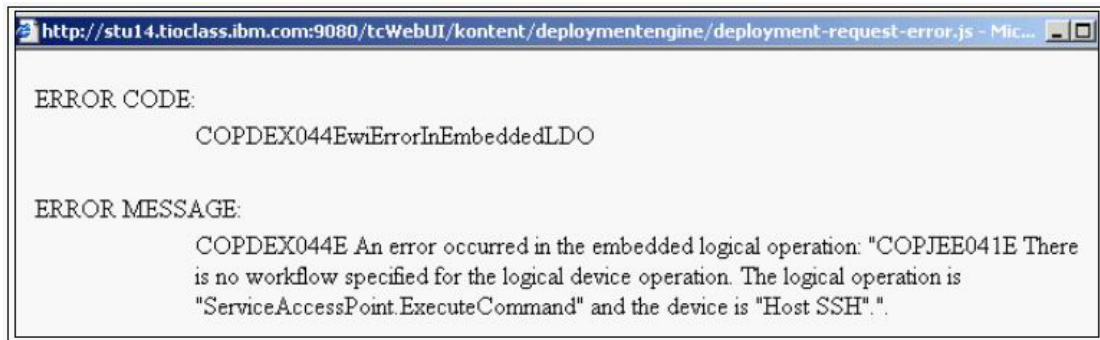 http://stu14.tioclass.ibm.com:9080/tcWebUI/kontent/deploymentengine/deployment-request-error.js - Mic...
ERROR CODE:
COPDEX044EwiErrorInEmbeddedLDO
ERROR MESSAGE:
COPDEX044E An error occurred in the embedded logical operation: "COPJEE041E There
is no workflow specified for the logical device operation. The logical operation is
"ServiceAccessPoint.ExecuteCommand" and the device is "Host SSH".".